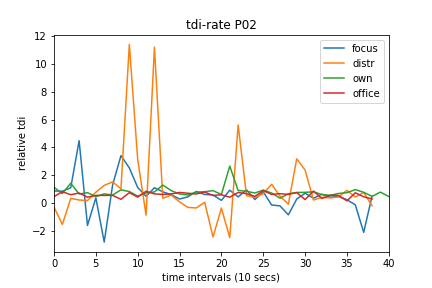 tdi-rate P02
relative tdi
12
10
8
6
4
2
0
−2
focus
distr
own
office
0 5 10 15 20 25 30 35 40
time intervals (10 secs)